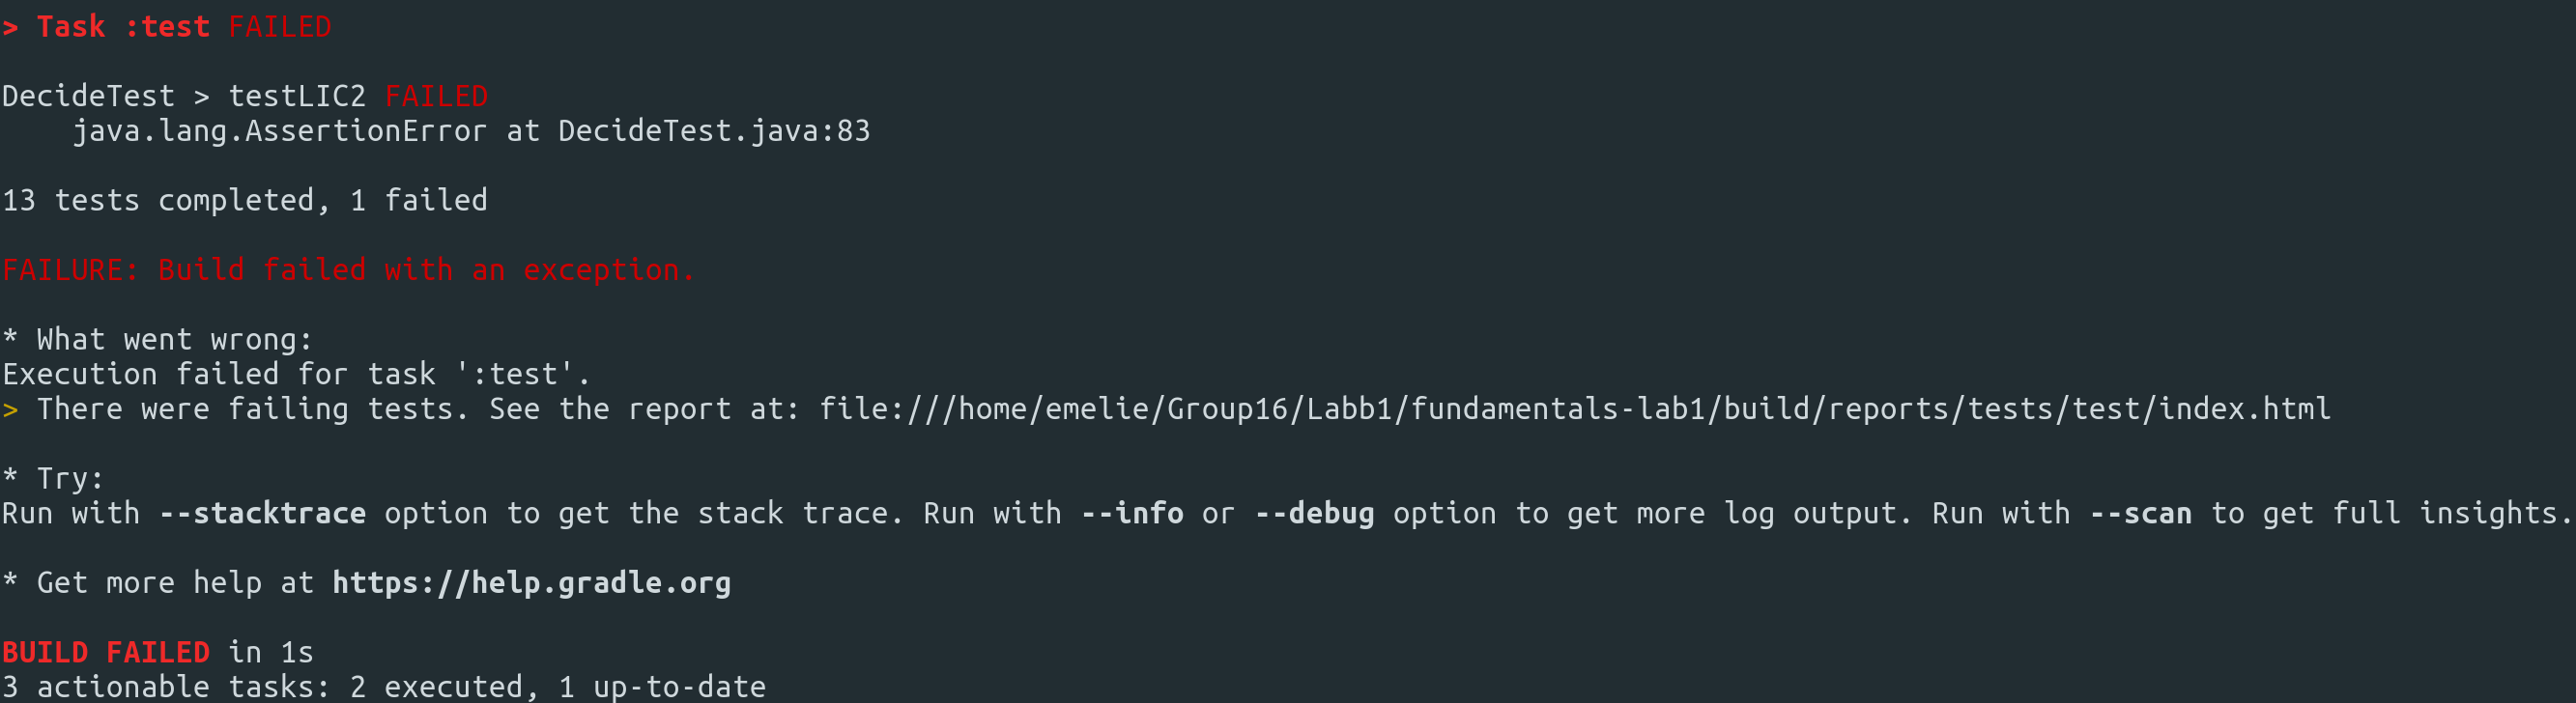 > Task :test FAILED
DecideTest > testLIC2 FAILED
java.lang.AssertionError at DecideTest.java:83
13 tests completed, 1 failed
FAILURE: Build failed with an exception.
* What went wrong:
Execution failed for task ':test'.
> There were failing tests. See the report at: file:///home/emelie/Group16/Labb1/fundamentals-lab1/build/reports/tests/test/index.html
* Try:
Run with --stacktrace option to get the stack trace. Run with --info or --debug option to get more log output. Run with --scan to get full insights.
* Get more help at https://help.gradle.org
BUILD FAILED in 1s
3 actionable tasks: 2 executed, 1 up-to-date